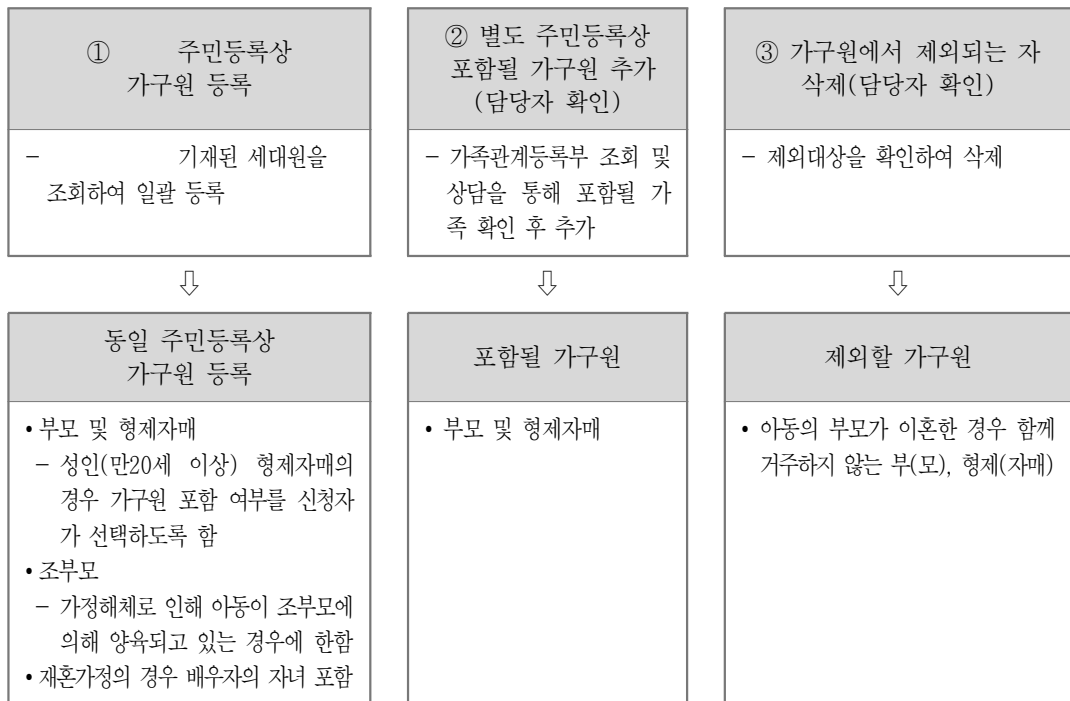 ① 주민등록상
가구원 등록
− 기재된 세대원을
조회하여 일괄 등록
② 별도 주민등록상
포함될 가구원 추가
(담당자 확인)
− 가족관계등록부 조회 및
상담을 통해 포함될 가
족 확인 후 추가
③ 가구원에서 제외되는 자
삭제(담당자 확인)
− 제외대상을 확인하여 삭제
⇩ ⇩ ⇩
동일 주민등록상
가구원 등록
• 부모 및 형제자매
− 성인(만20세 이상) 형제자매의
경우 가구원 포함 여부를 신청자
가 선택하도록 함
• 조부모
− 가정해체로 인해 아동이 조부모에
의해 양육되고 있는 경우에 한함
• 재혼가정의 경우 배우자의 자녀 포함
포함될 가구원
• 부모 및 형제자매
제외할 가구원
• 아동의 부모가 이혼한 경우 함께
거주하지 않는 부(모), 형제(자매)